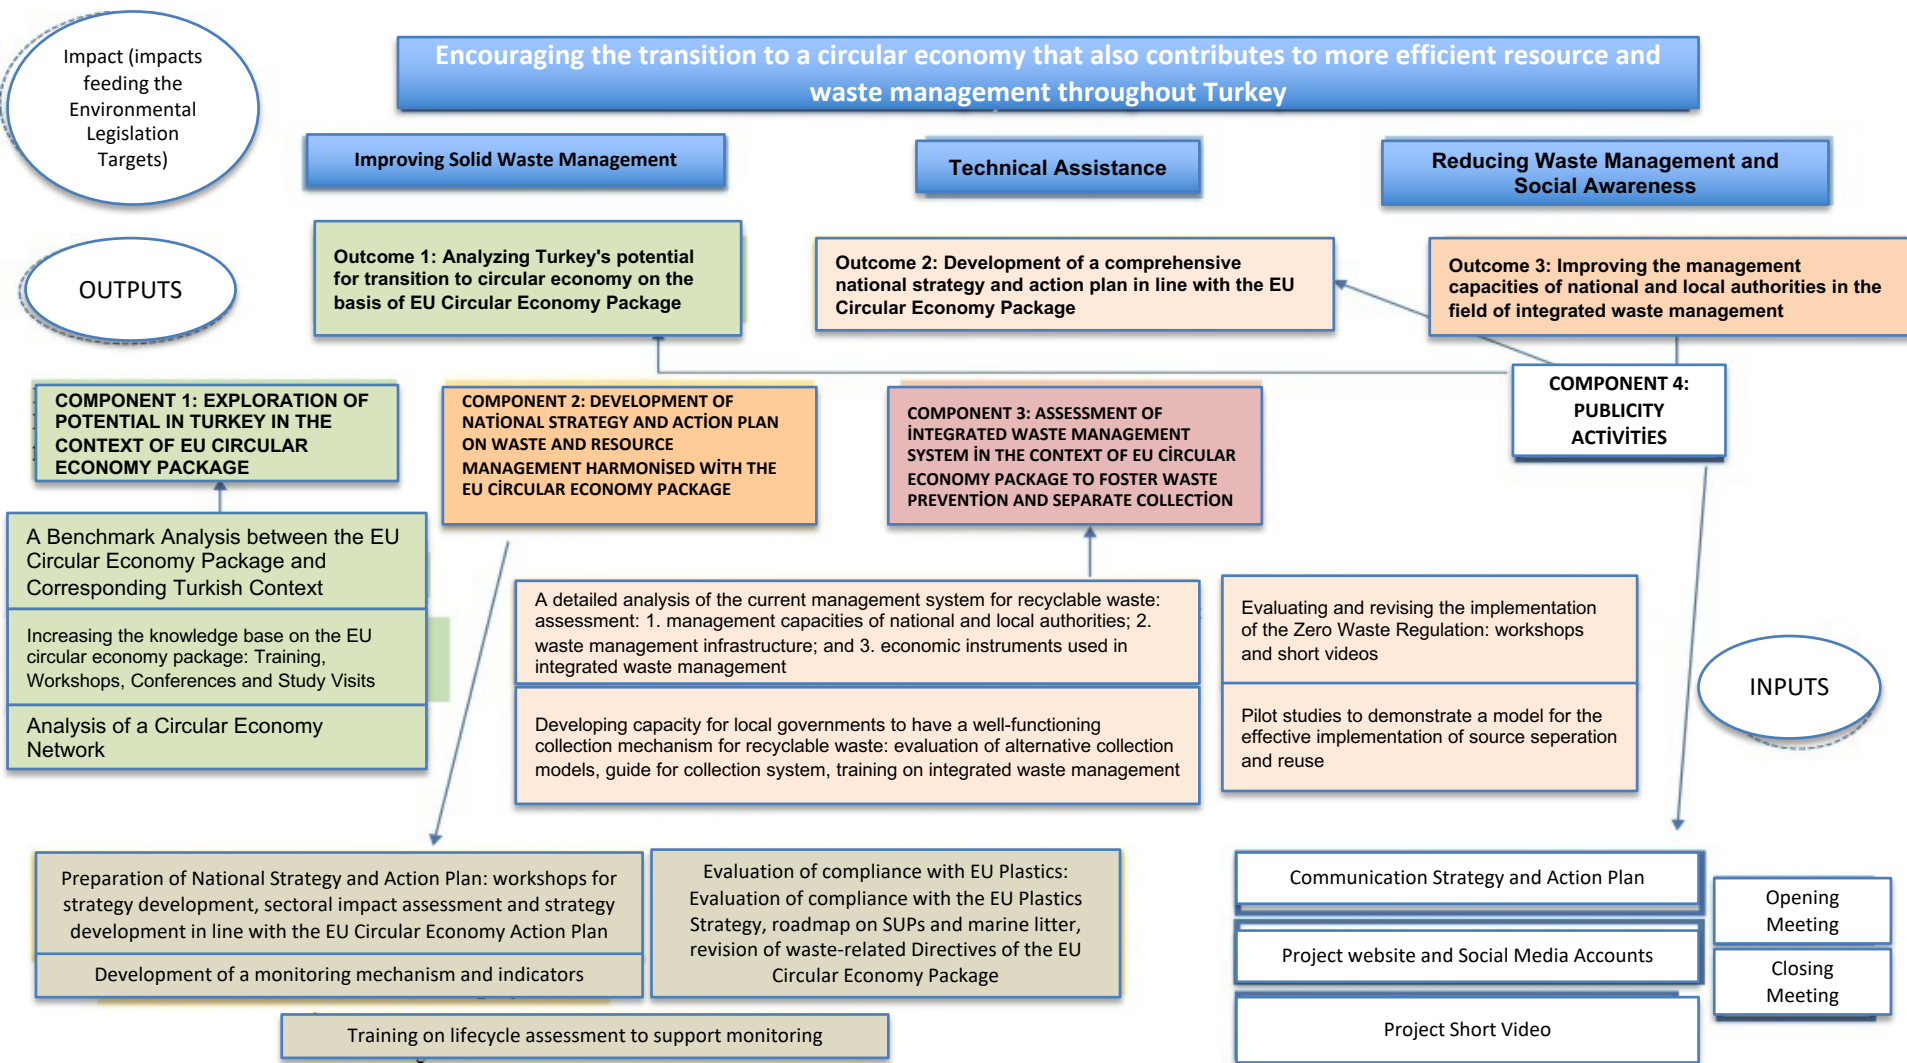 Impact (impacts
feeding the
Environmental
Legislation
Targets)
Encouraging the transition to a circular economy that also contributes to more efficient resource and
waste management throughout Turkey
Improving Solid Waste Management
Technical Assistance
Reducing Waste Management and
Social Awareness
OUTPUTS
Outcome 1: Analyzing Turkey's potential
for transition to circular economy on the
basis of EU Circular Economy Package
Outcome 2: Development of a comprehensive
national strategy and action plan in line with the EU
Circular Economy Package
Outcome 3: Improving the management
capacities of national and local authorities in the
field of integrated waste management
COMPONENT 1: EXPLORATION OF
POTENTIAL IN TURKEY IN THE
CONTEXT OF EU CIRCULAR
ECONOMY PACKAGE
COMPONENT 2: DEVELOPMENT OF
NATİONAL STRATEGY AND ACTİON PLAN
ON WASTE AND RESOURCE
MANAGEMENT HARMONİSED WİTH THE
EU CİRCULAR ECONOMY PACKAGE
COMPONENT 3: ASSESSMENT OF
İNTEGRATED WASTE MANAGEMENT
SYSTEM İN THE CONTEXT OF EU CİRCULAR
ECONOMY PACKAGE TO FOSTER WASTE
PREVENTİON AND SEPARATE COLLECTİON
COMPONENT 4:
PUBLICITY
ACTİVİTİES
A Benchmark Analysis between the EU
Circular Economy Package and
Corresponding Turkish Context
Increasing the knowledge base on the EU
circular economy package: Training,
Workshops, Conferences and Study Visits
Analysis of a Circular Economy
Network
A detailed analysis of the current management system for recyclable waste:
assessment: 1. management capacities of national and local authorities; 2.
waste management infrastructure; and 3. economic instruments used in
integrated waste management
Developing capacity for local governments to have a well-functioning
collection mechanism for recyclable waste: evaluation of alternative collection
models, guide for collection system, training on integrated waste management
Evaluating and revising the implementation
of the Zero Waste Regulation: workshops
and short videos
Pilot studies to demonstrate a model for the
effective implementation of source seperation
and reuse
INPUTS
Preparation of National Strategy and Action Plan: workshops for
strategy development, sectoral impact assessment and strategy
development in line with the EU Circular Economy Action Plan
Development of a monitoring mechanism and indicators
Evaluation of compliance with EU Plastics:
Evaluation of compliance with the EU Plastics
Strategy, roadmap on SUPs and marine litter,
revision of waste-related Directives of the EU
Circular Economy Package
Training on lifecycle assessment to support monitoring
Communication Strategy and Action Plan
Project website and Social Media Accounts
Project Short Video
Opening
Meeting
Closing
Meeting